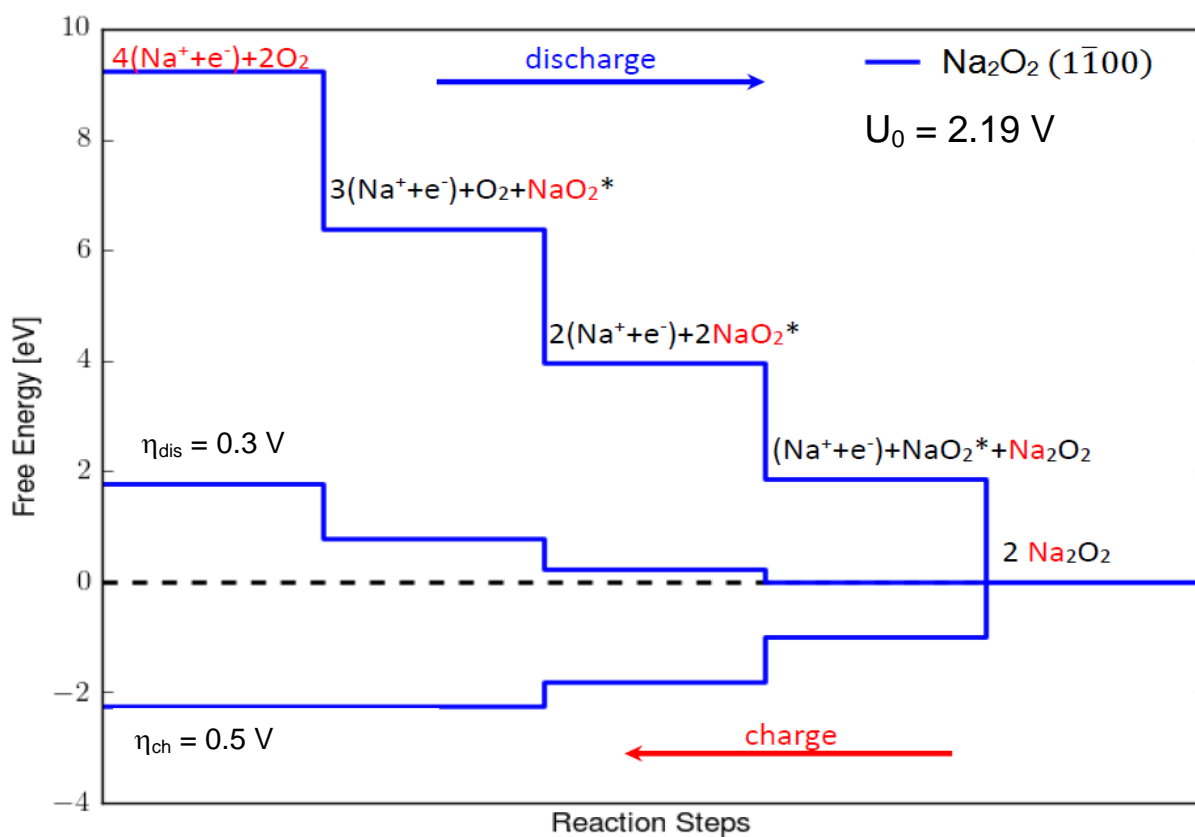 10
4(Na⁺+e⁻)+2O₂
discharge
Na₂O₂ (11̅00)
U₀ = 2.19 V
8
3(Na⁺+e⁻)+O₂+NaO₂*
6
2(Na⁺+e⁻)+2NaO₂*
4
Free Energy [eV]
η_dis = 0.3 V
(Na⁺+e⁻)+NaO₂*+Na₂O₂
2
2 Na₂O₂
0
−2
η_ch = 0.5 V
charge
−4
Reaction Steps